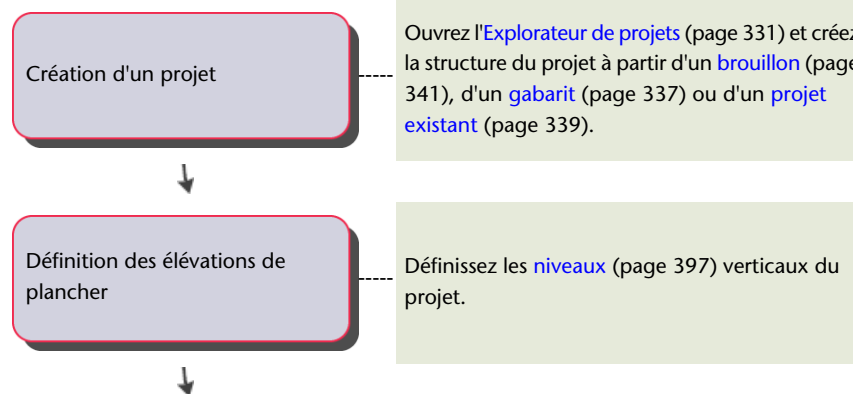 Création d'un projet
Ouvrez l'Explorateur de projets (page 331) et créez
la structure du projet à partir d'un brouillon (page
341), d'un gabarit (page 337) ou d'un projet
existant (page 339).
Définition des élévations de
plancher
Définissez les niveaux (page 397) verticaux du
projet.